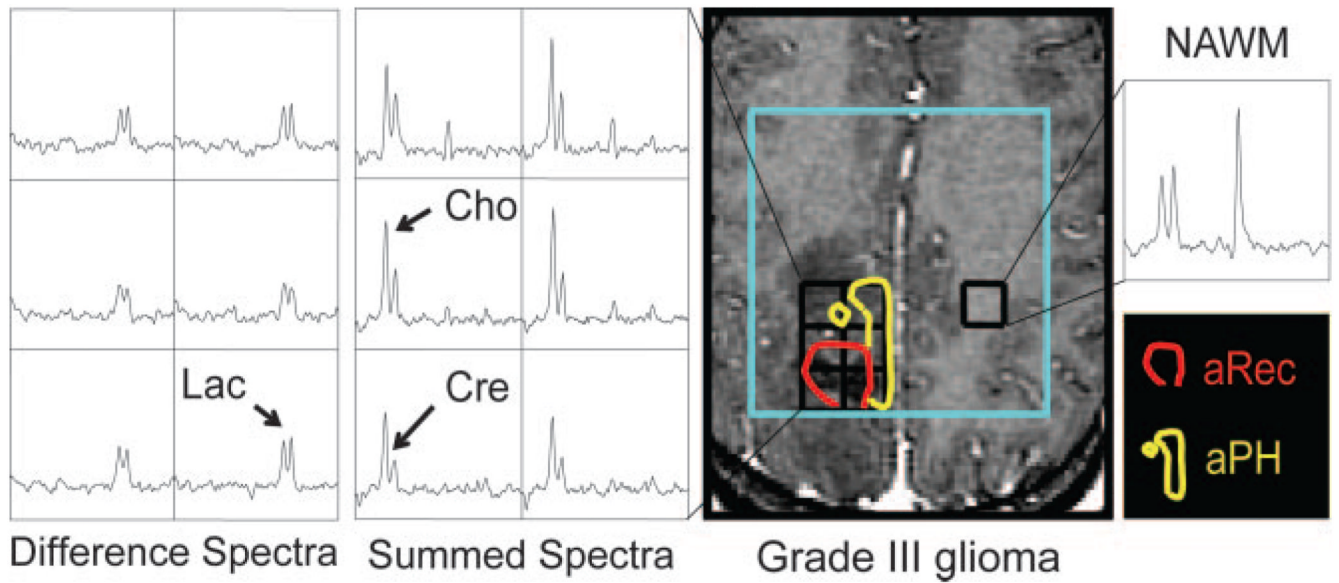 NAWM
Cho
Lac
Cre
aRec
aPH
Difference Spectra
Summed Spectra
Grade III glioma